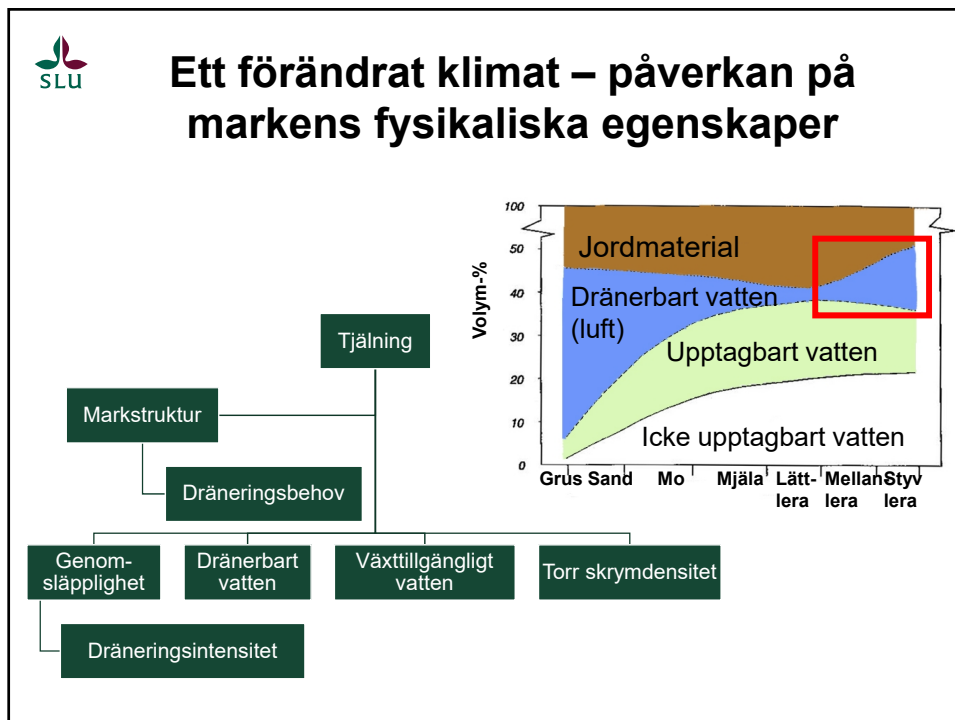 SLU
Ett förändrat klimat – påverkan på
markens fysikaliska egenskaper
Tjälning
Markstruktur
Dräneringsbehov
Genom-
släpplighet
Dränerbart
vatten
Växttillgängligt
vatten
Torr skrymdensitet
Dräneringsintensitet
Volym-%
100
50
40
30
20
10
0
Jordmaterial
Dränerbart vatten
(luft)
Upptagbart vatten
Icke upptagbart vatten
Grus Sand Mo Mjäla Lätt- Mellan- Styv
lera lera lera